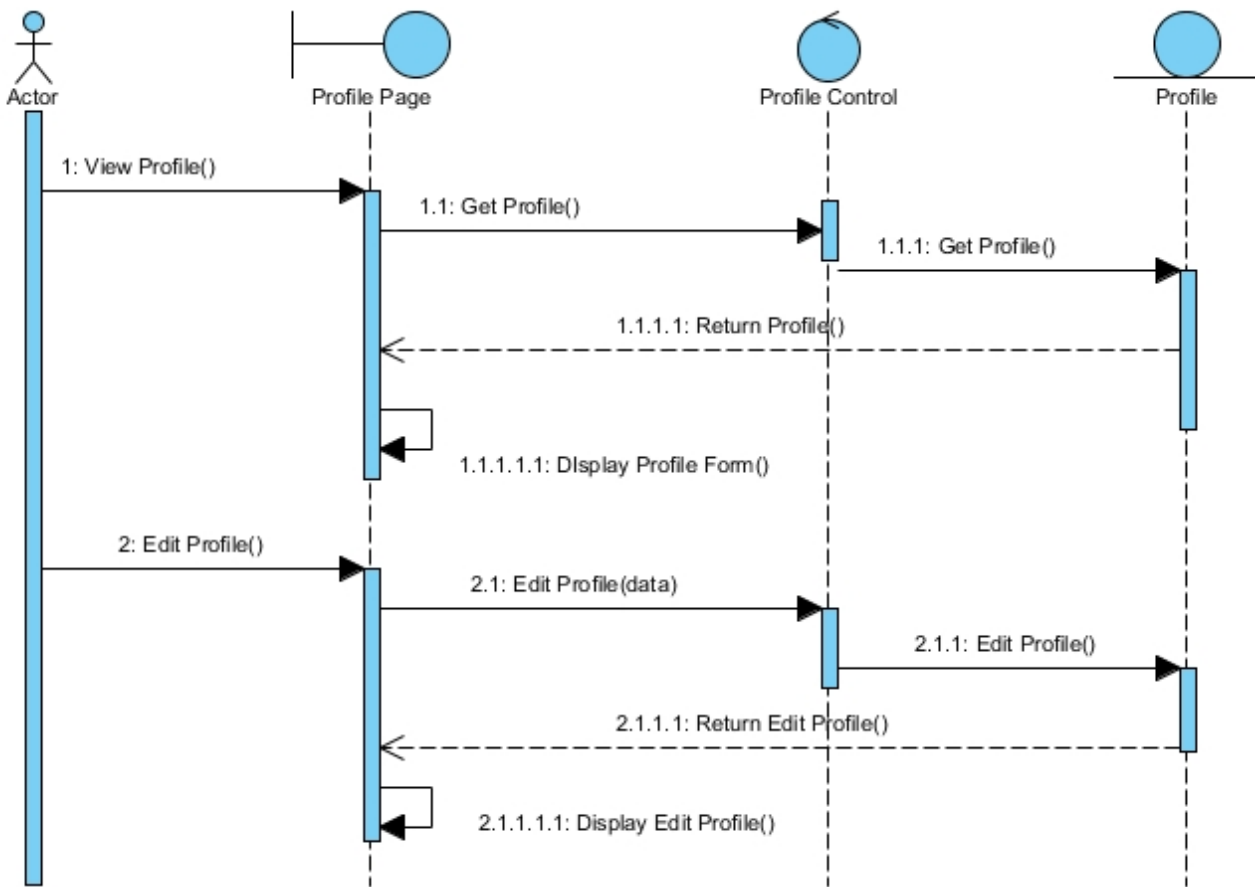 Actor
Profile Page
Profile Control
Profile
1: View Profile()
1.1: Get Profile()
1.1.1: Get Profile()
1.1.1.1: Return Profile()
1.1.1.1.1: DIsplay Profile Form()
2: Edit Profile()
2.1: Edit Profile(data)
2.1.1: Edit Profile()
2.1.1.1: Return Edit Profile()
2.1.1.1.1: Display Edit Profile()